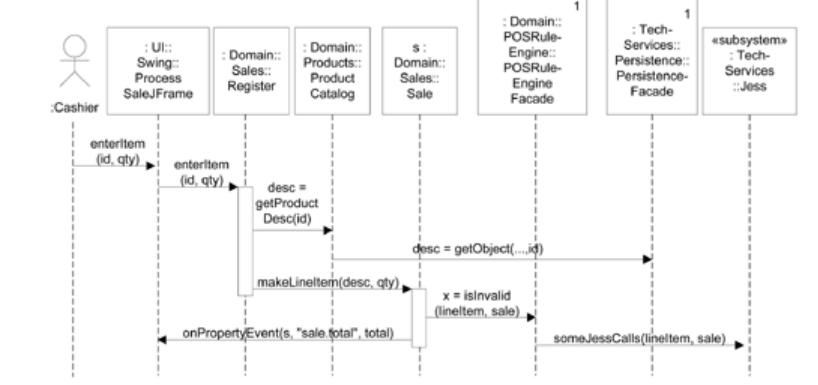 :Cashier
: UI::
Swing::
Process
SaleJFrame
: Domain::
Sales::
Register
: Domain::
Products::
Product
Catalog
s :
Domain::
Sales::
Sale
1
: Domain::
POSRule-
Engine::
POSRule-
Engine
Facade
1
: Tech-
Services::
Persistence::
Persistence-
Facade
«subsystem»
: Tech-
Services
::Jess
enterItem
(id, qty)
enterItem
(id, qty)
desc =
getProduct
Desc(id)
desc = getObject(...,id)
makeLineItem(desc, qty)
x = isInvalid
(lineItem, sale)
onPropertyEvent(s, "sale.total", total)
someJessCalls(lineItem, sale)